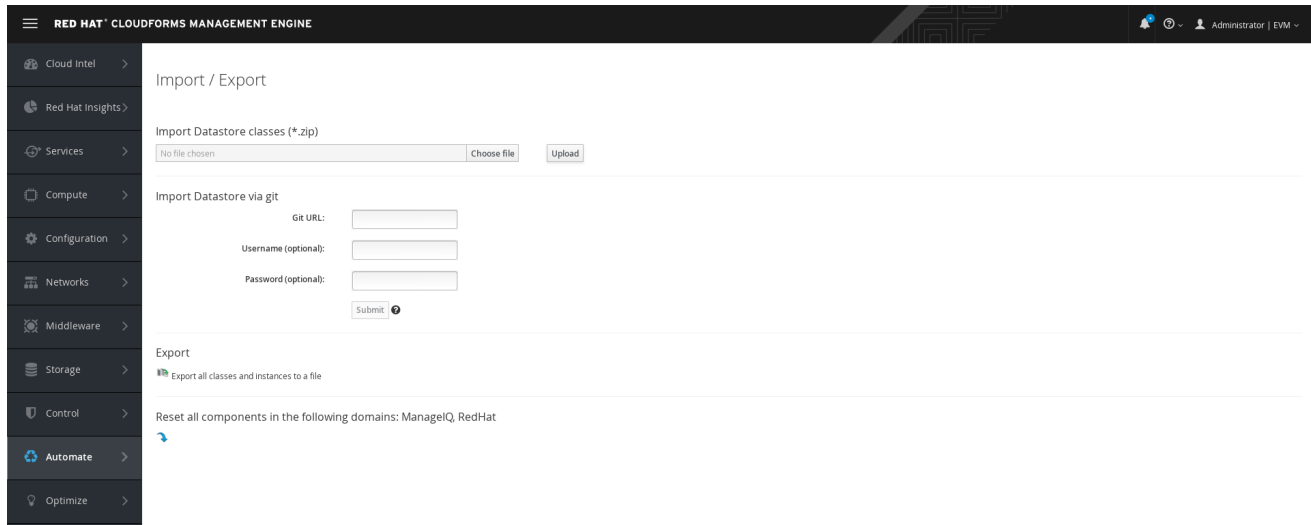 RED HAT® CLOUDFORMS MANAGEMENT ENGINE
Administrator | EVM
Cloud Intel
Red Hat Insights
Services
Compute
Configuration
Networks
Middleware
Storage
Control
Automate
Optimize
Import / Export
Import Datastore classes (*.zip)
No file chosen
Choose file
Upload
Import Datastore via git
Git URL:
Username (optional):
Password (optional):
Submit
Export
Export all classes and instances to a file
Reset all components in the following domains: ManageIQ, RedHat